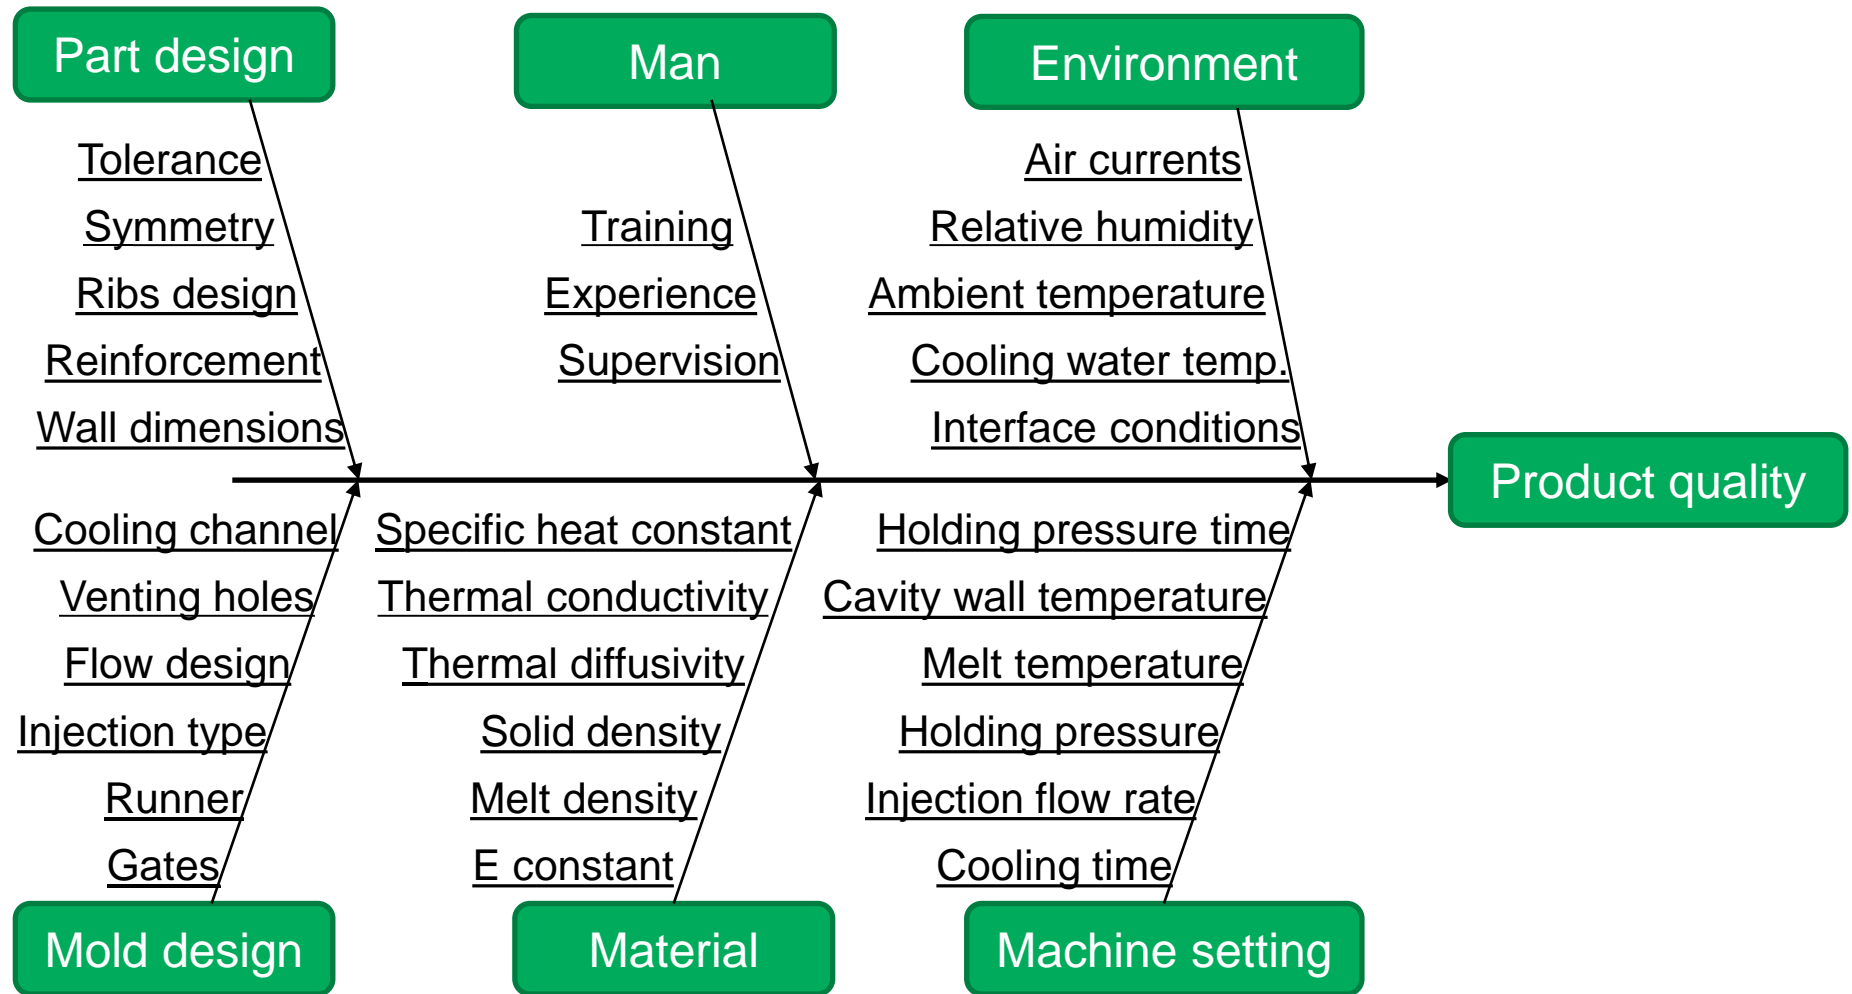 Part design
Man
Environment
Tolerance
Symmetry
Ribs design
Reinforcement
Wall dimensions
Training
Experience
Supervision
Air currents
Relative humidity
Ambient temperature
Cooling water temp.
Interface conditions
Product quality
Cooling channel
Venting holes
Flow design
Injection type
Runner
Gates
Specific heat constant
Thermal conductivity
Thermal diffusivity
Solid density
Melt density
E constant
Holding pressure time
Cavity wall temperature
Melt temperature
Holding pressure
Injection flow rate
Cooling time
Mold design
Material
Machine setting